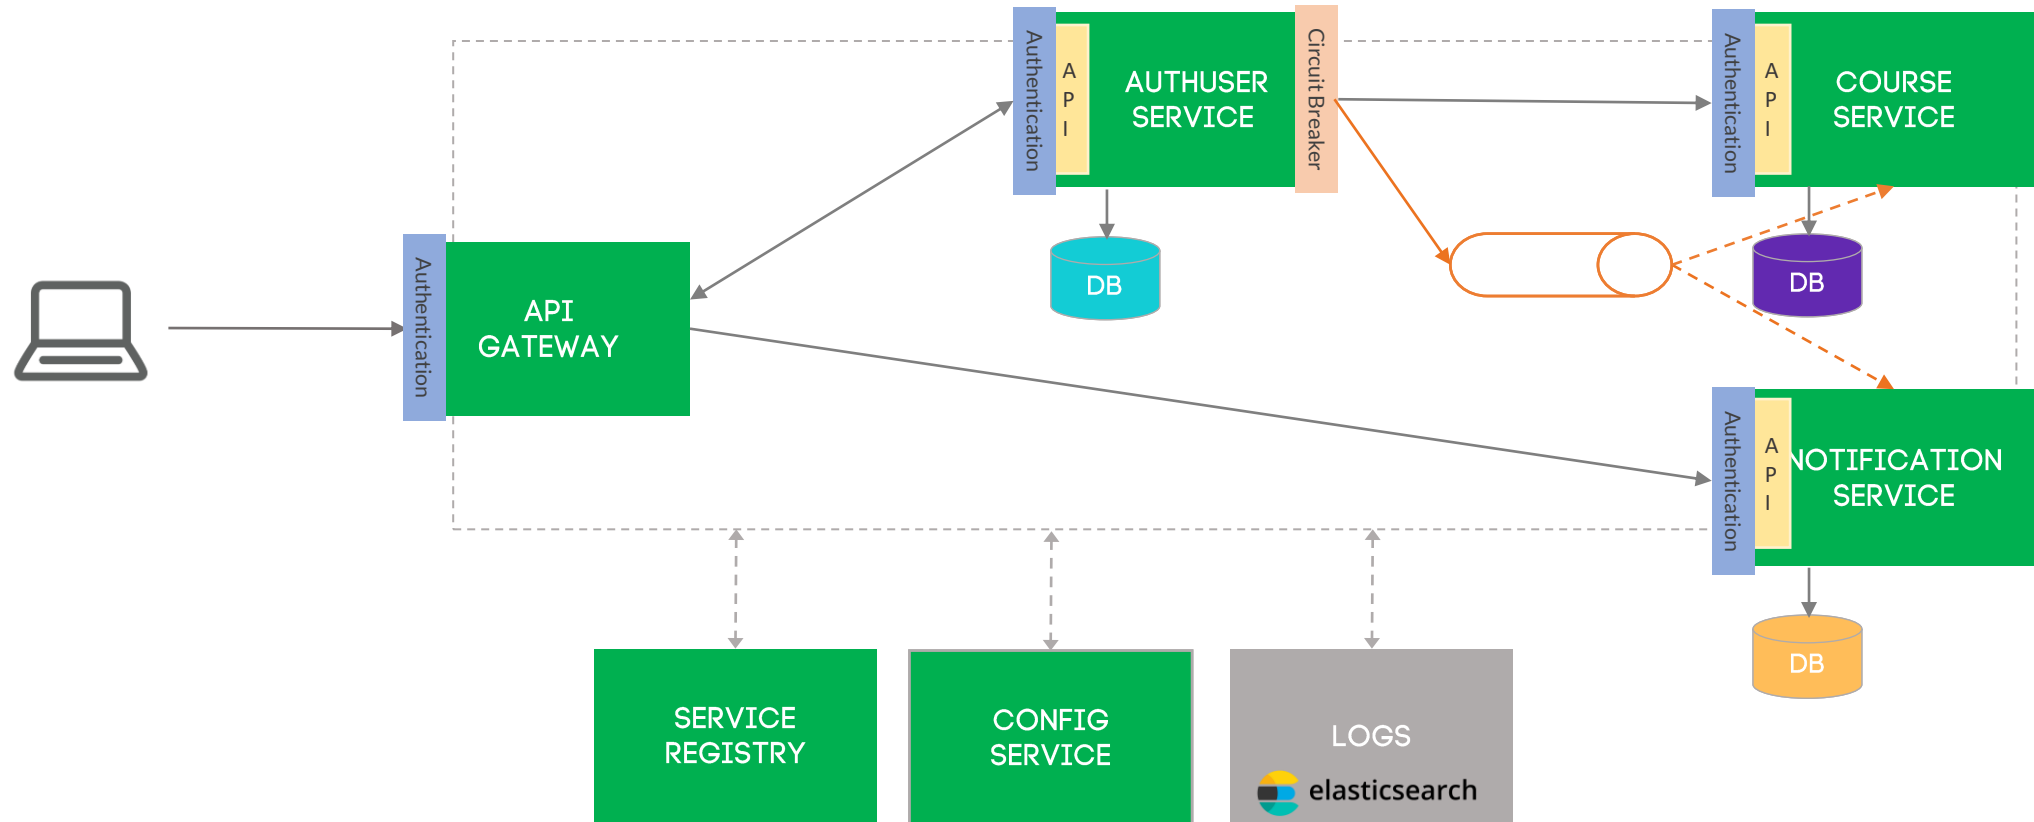 Authentication
A
P
I
AUTHUSER
SERVICE
Circuit Breaker
DB
Authentication
A
P
I
COURSE
SERVICE
DB
Authentication
API
GATEWAY
Authentication
A
P
I
NOTIFICATION
SERVICE
DB
SERVICE
REGISTRY
CONFIG
SERVICE
LOGS
elasticsearch